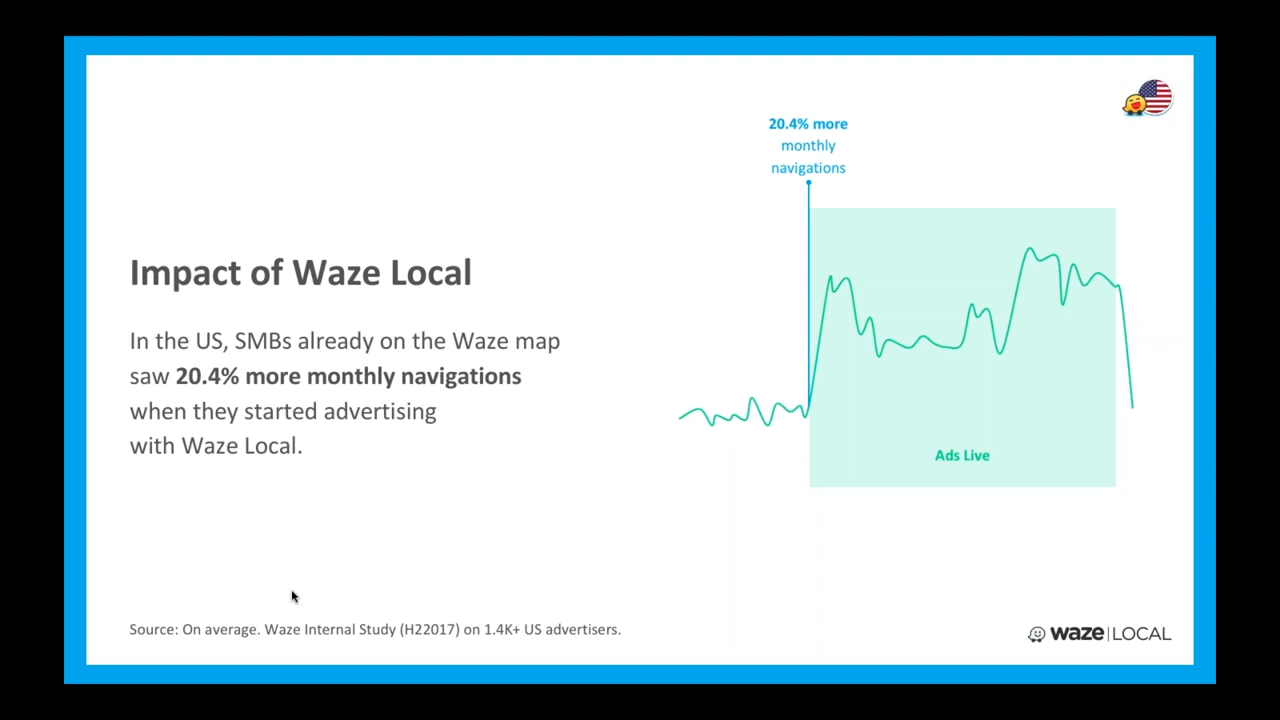 20.4% more
monthly
navigations
Impact of Waze Local
In the US, SMBs already on the Waze map
saw 20.4% more monthly navigations
when they started advertising
with Waze Local.
Ads Live
Source: On average. Waze Internal Study (H22017) on 1.4K+ US advertisers.
waze | LOCAL